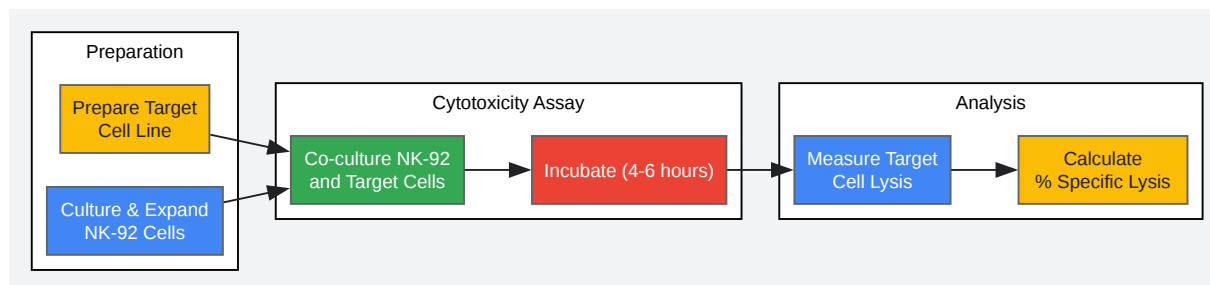 Preparation
Prepare Target
Cell Line
Culture & Expand
NK-92 Cells
Cytotoxicity Assay
Co-culture NK-92
and Target Cells
Incubate (4-6 hours)
Analysis
Measure Target
Cell Lysis
Calculate
% Specific Lysis